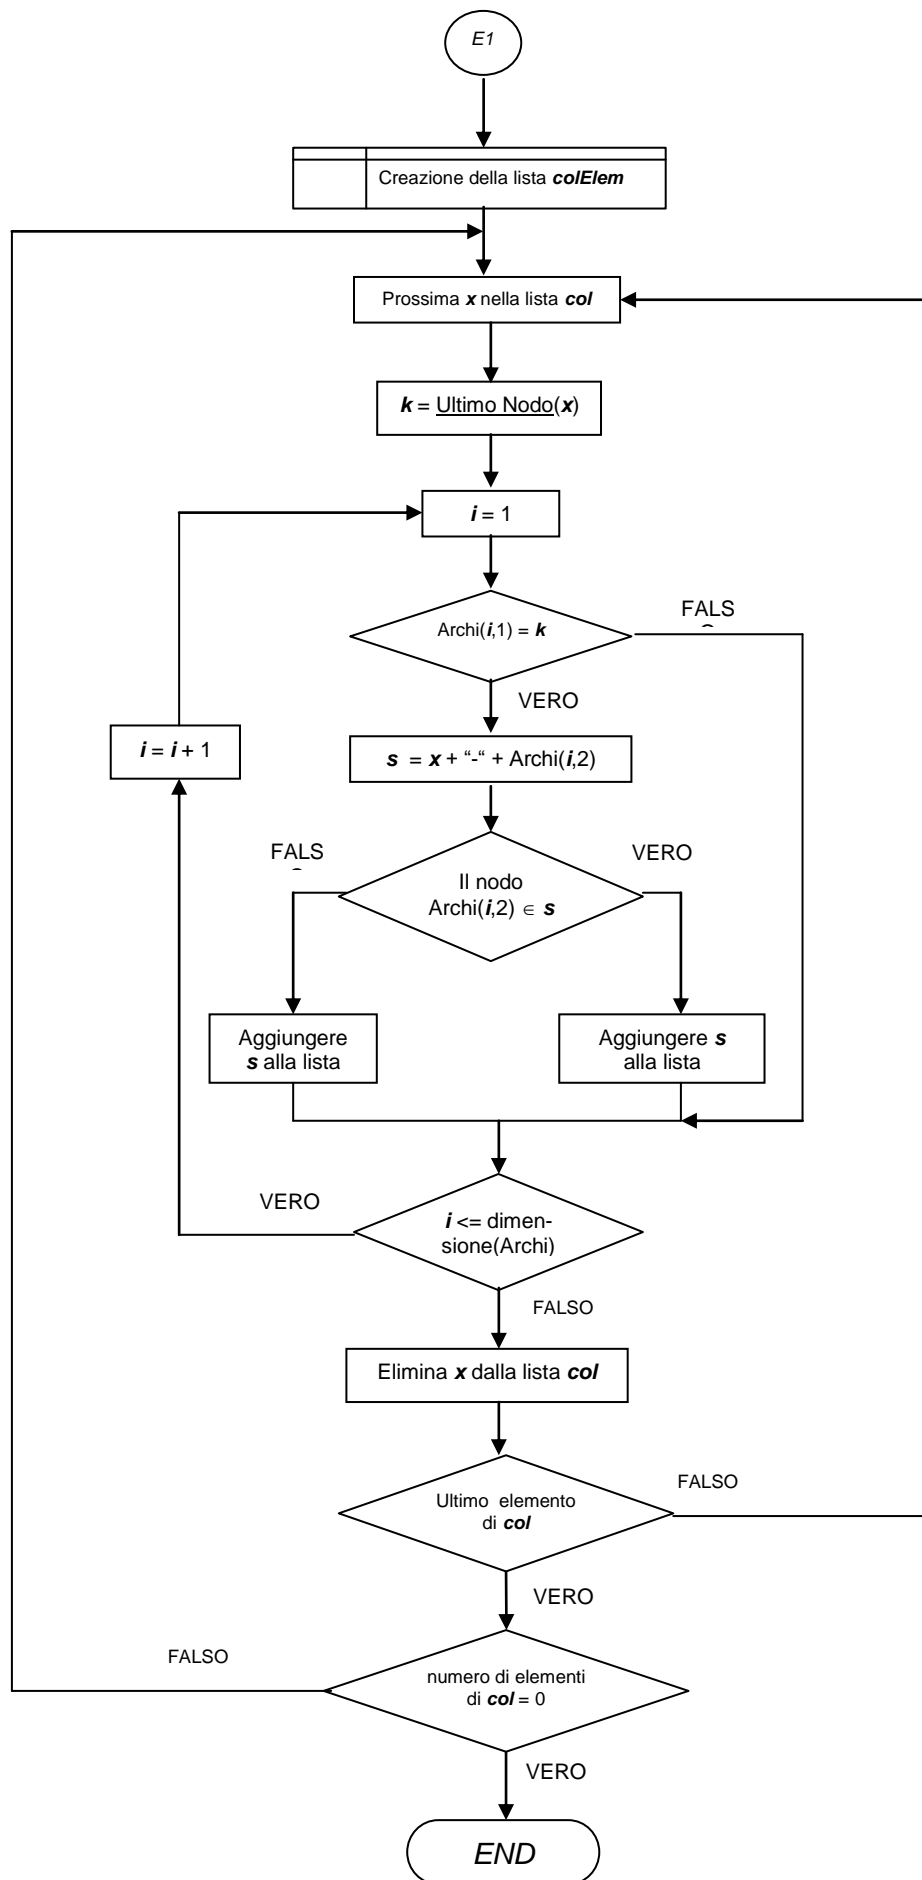 E1
Creazione della lista colElem
Prossima x nella lista col
k = Ultimo Nodo(x)
i = 1
Archi(i,1) = k
FALS
VERO
i = i + 1
s = x + “-“ + Archi(i,2)
FALS
VERO
Il nodo
Archi(i,2) ∈ s
Aggiungere
s alla lista
Aggiungere s
alla lista
VERO
i <= dimen-
sione(Archi)
FALSO
Elimina x dalla lista col
Ultimo elemento
di col
FALSO
VERO
FALSO
numero di elementi
di col = 0
VERO
END